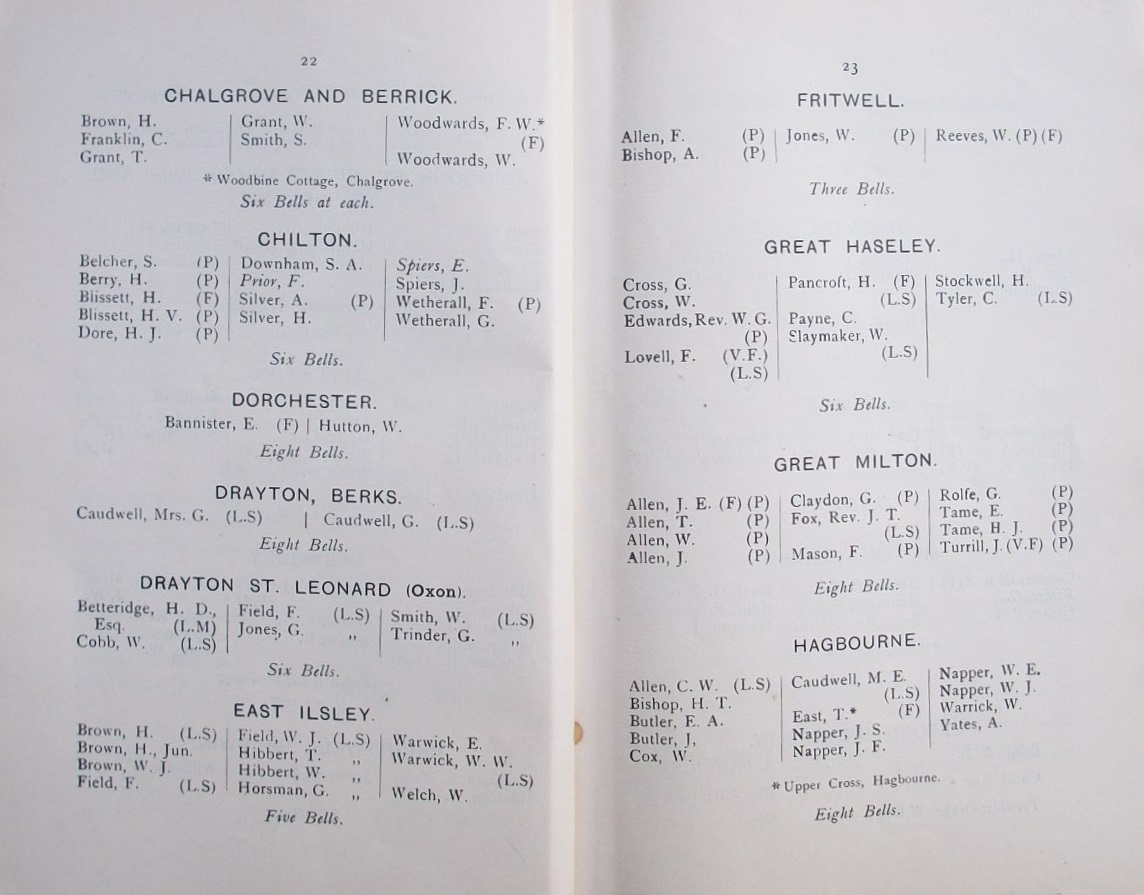 22
CHALGROVE AND BERRICK.
Brown, H.
Franklin, C.
Grant, T.
Grant, W.
Smith, S.
Woodwards, F. W.*
(F)
Woodwards, W.
* Woodbine Cottage, Chalgrove.
Six Bells at each.
CHILTON.
Belcher, S. (P)
Berry, H. (P)
Blissett, H. (F)
Blissett, H. V. (P)
Dore, H. J. (P)
Downham, S. A.
Prior, F.
Silver, A. (P)
Silver, H.
Spiers, E.
Spiers, J.
Wetherall, F. (P)
Wetherall, G.
Six Bells.
DORCHESTER.
Bannister, E. (F) | Hutton, W.
Eight Bells.
DRAYTON, BERKS.
Caudwell, Mrs. G. (L.S) | Caudwell, G. (L.S)
Eight Bells.
DRAYTON ST. LEONARD (Oxon).
Betteridge, H. D.,
Esq. (L.M)
Cobb, W. (L.S)
Field, F. (L.S)
Jones, G. ,,
Smith, W. (L.S)
Trinder, G. ,,
Six Bells.
EAST ILSLEY.
Brown, H. (L.S)
Brown, H., Jun.
Brown, W. J.
Field, F. (L.S)
Field, W. J. (L.S)
Hibbert, T. ,,
Hibbert, W. ,,
Horsman, G. ,,
Warwick, E.
Warwick, W. W.
(L.S)
Welch, W.
Five Bells.
23
FRITWELL.
Allen, F. (P)
Bishop, A. (P)
Jones, W. (P)
Reeves, W. (P) (F)
Three Bells.
GREAT HASELEY.
Cross, G.
Cross, W.
Edwards, Rev. W. G.
(P)
Lovell, F. (V.F.)
(L.S)
Pancroft, H. (F)
(L.S)
Payne, C.
Slaymaker, W.
(L.S)
Stockwell, H.
Tyler, C. (L.S)
Six Bells.
GREAT MILTON.
Allen, J. E. (F) (P)
Allen, T. (P)
Allen, W. (P)
Allen, J. (P)
Claydon, G. (P)
Fox, Rev. J. T.
(L.S)
Mason, F. (P)
Rolfe, G. (P)
Tame, E. (P)
Tame, H. J. (P)
Turrill, J. (V.F) (P)
Eight Bells.
HAGBOURNE.
Allen, C. W. (L.S)
Bishop, H. T.
Butler, E. A.
Butler, J,
Cox, W.
Caudwell, M. E.
(L.S)
East, T.* (F)
Napper, J. S.
Napper, J. F.
Napper, W. E.
Napper, W. J.
Warrick, W.
Yates, A.
* Upper Cross, Hagbourne.
Eight Bells.